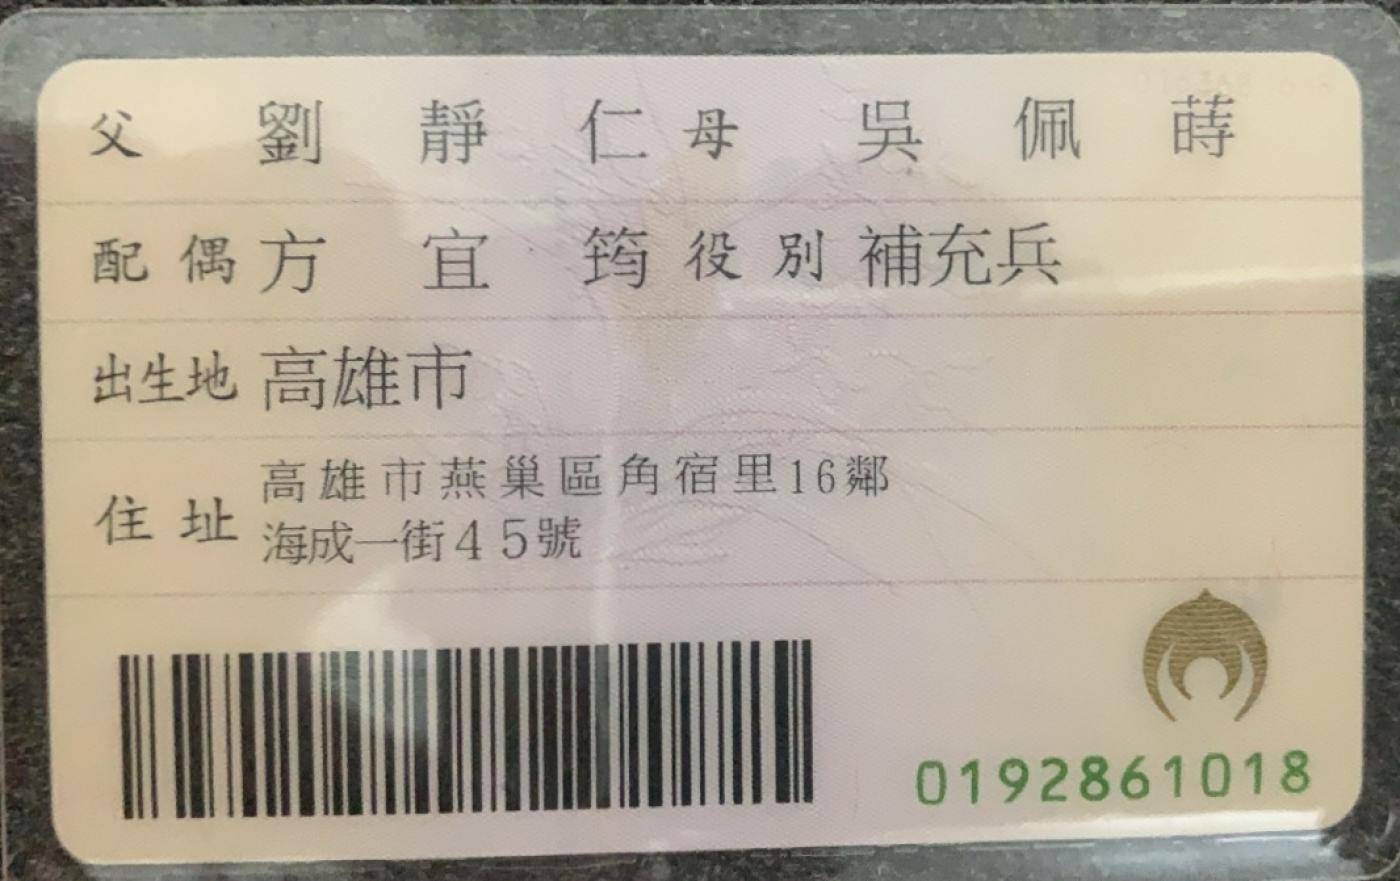 父 劉靜仁 母 吳佩蒔
配偶 方宜筠 役別 補充兵
出生地 高雄市
住址 高雄市燕巢區角宿里16鄰
海成一街45號
0192861018